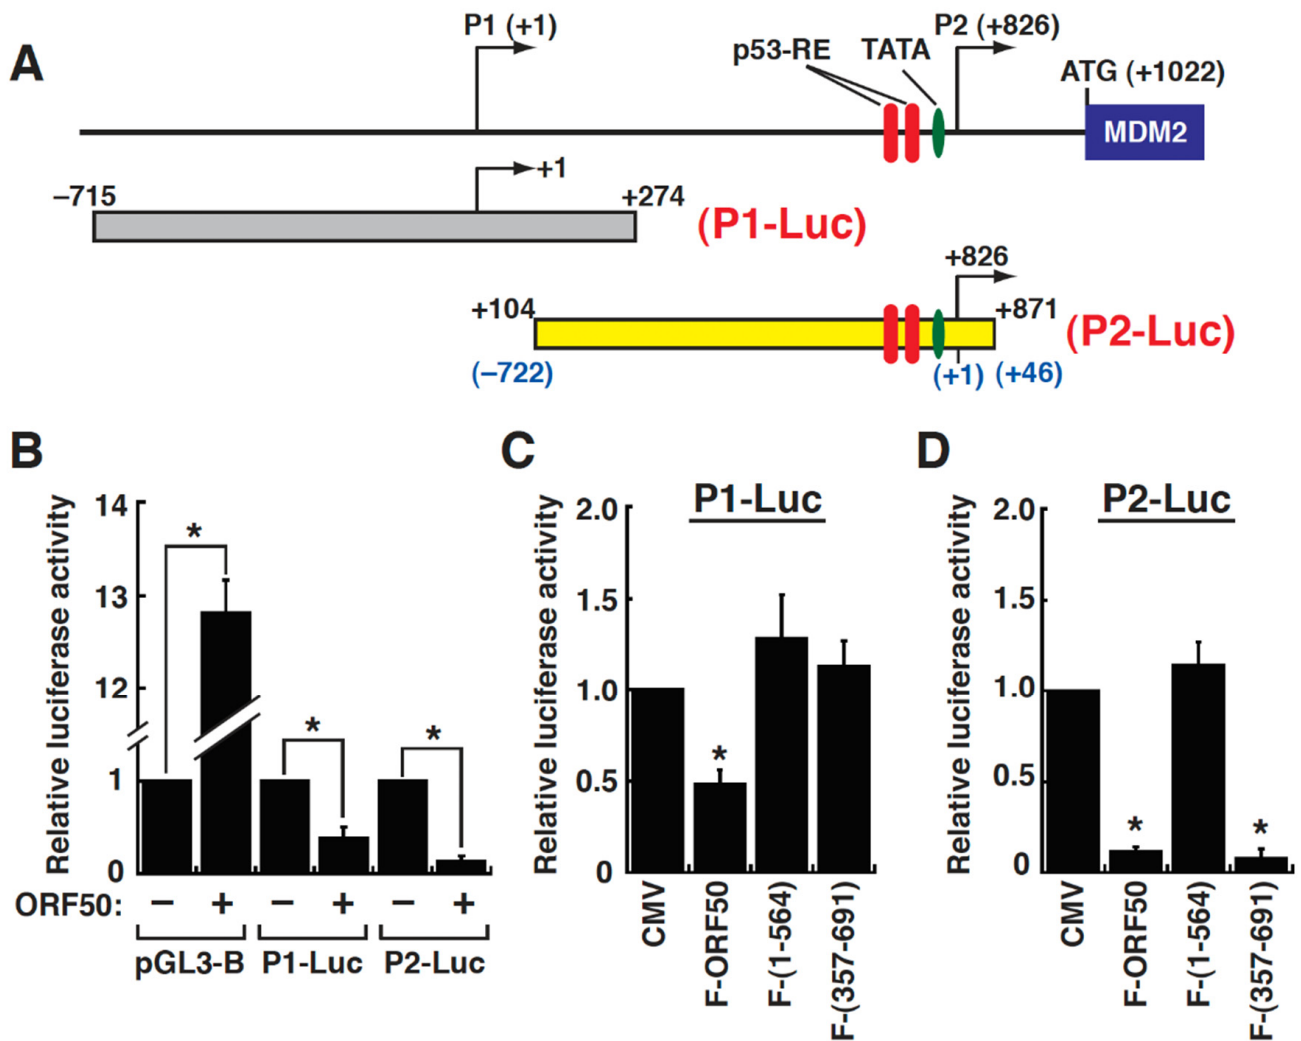 A
P1 (+1)
p53-RE
TATA
P2 (+826)
ATG (+1022)
MDM2
+1
–715
+274
(P1-Luc)
+826
+104
+871
(P2-Luc)
(–722)
(+1)
(+46)
B
Relative luciferase activity
14
13
12
1
0
*
*
*
ORF50:
– + – + – +
pGL3-B P1-Luc P2-Luc
C
P1-Luc
Relative luciferase activity
2.0
1.5
1.0
0.5
0
*
CMV
F-ORF50
F-(1-564)
F-(357-691)
D
P2-Luc
Relative luciferase activity
2.0
1.5
1.0
0.5
0
*
*
CMV
F-ORF50
F-(1-564)
F-(357-691)